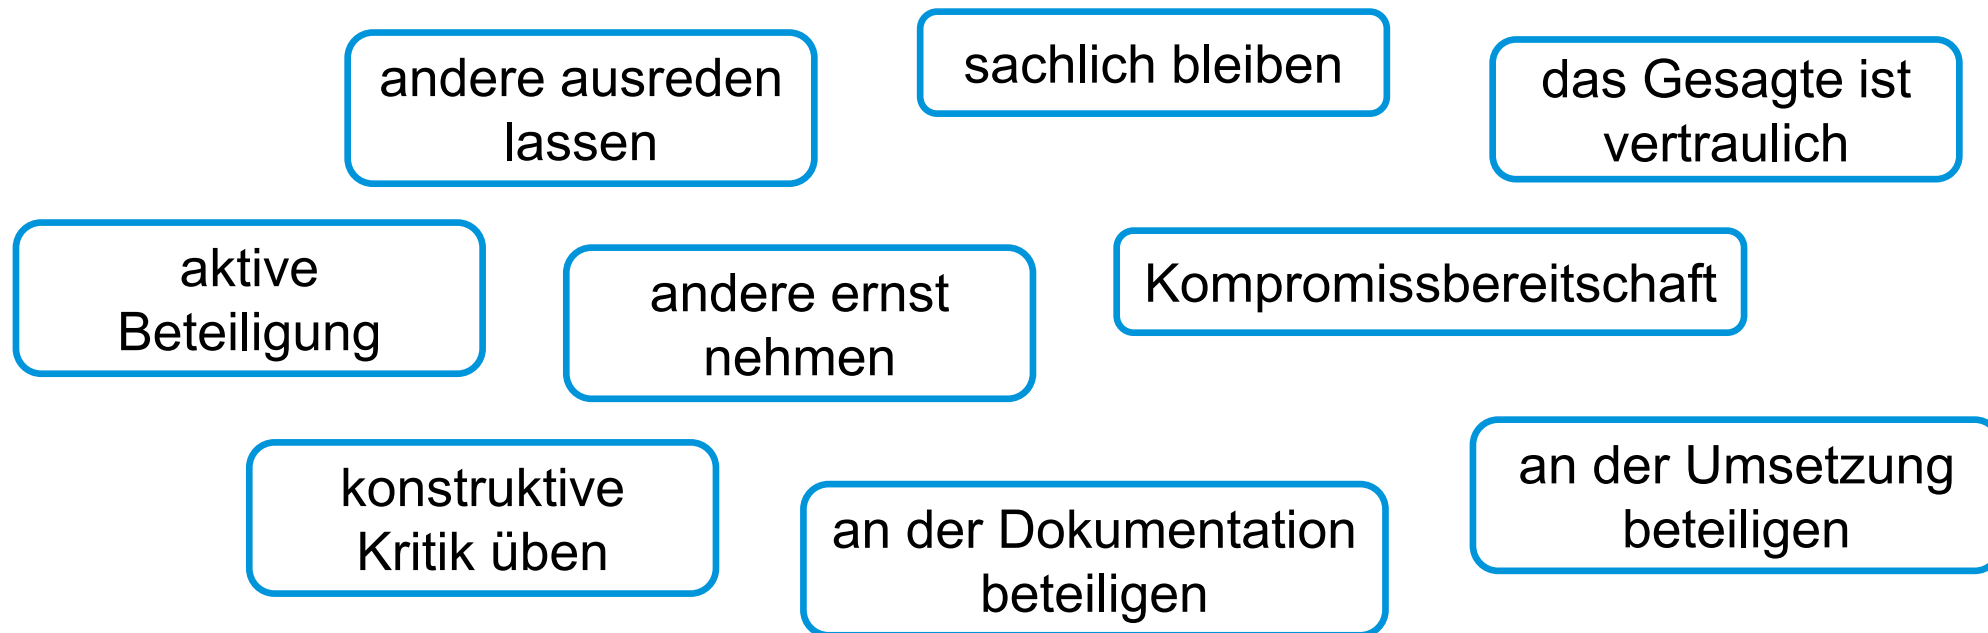 andere ausreden
lassen
sachlich bleiben
das Gesagte ist
vertraulich
aktive
Beteiligung
andere ernst
nehmen
Kompromissbereitschaft
konstruktive
Kritik üben
an der Dokumentation
beteiligen
an der Umsetzung
beteiligen